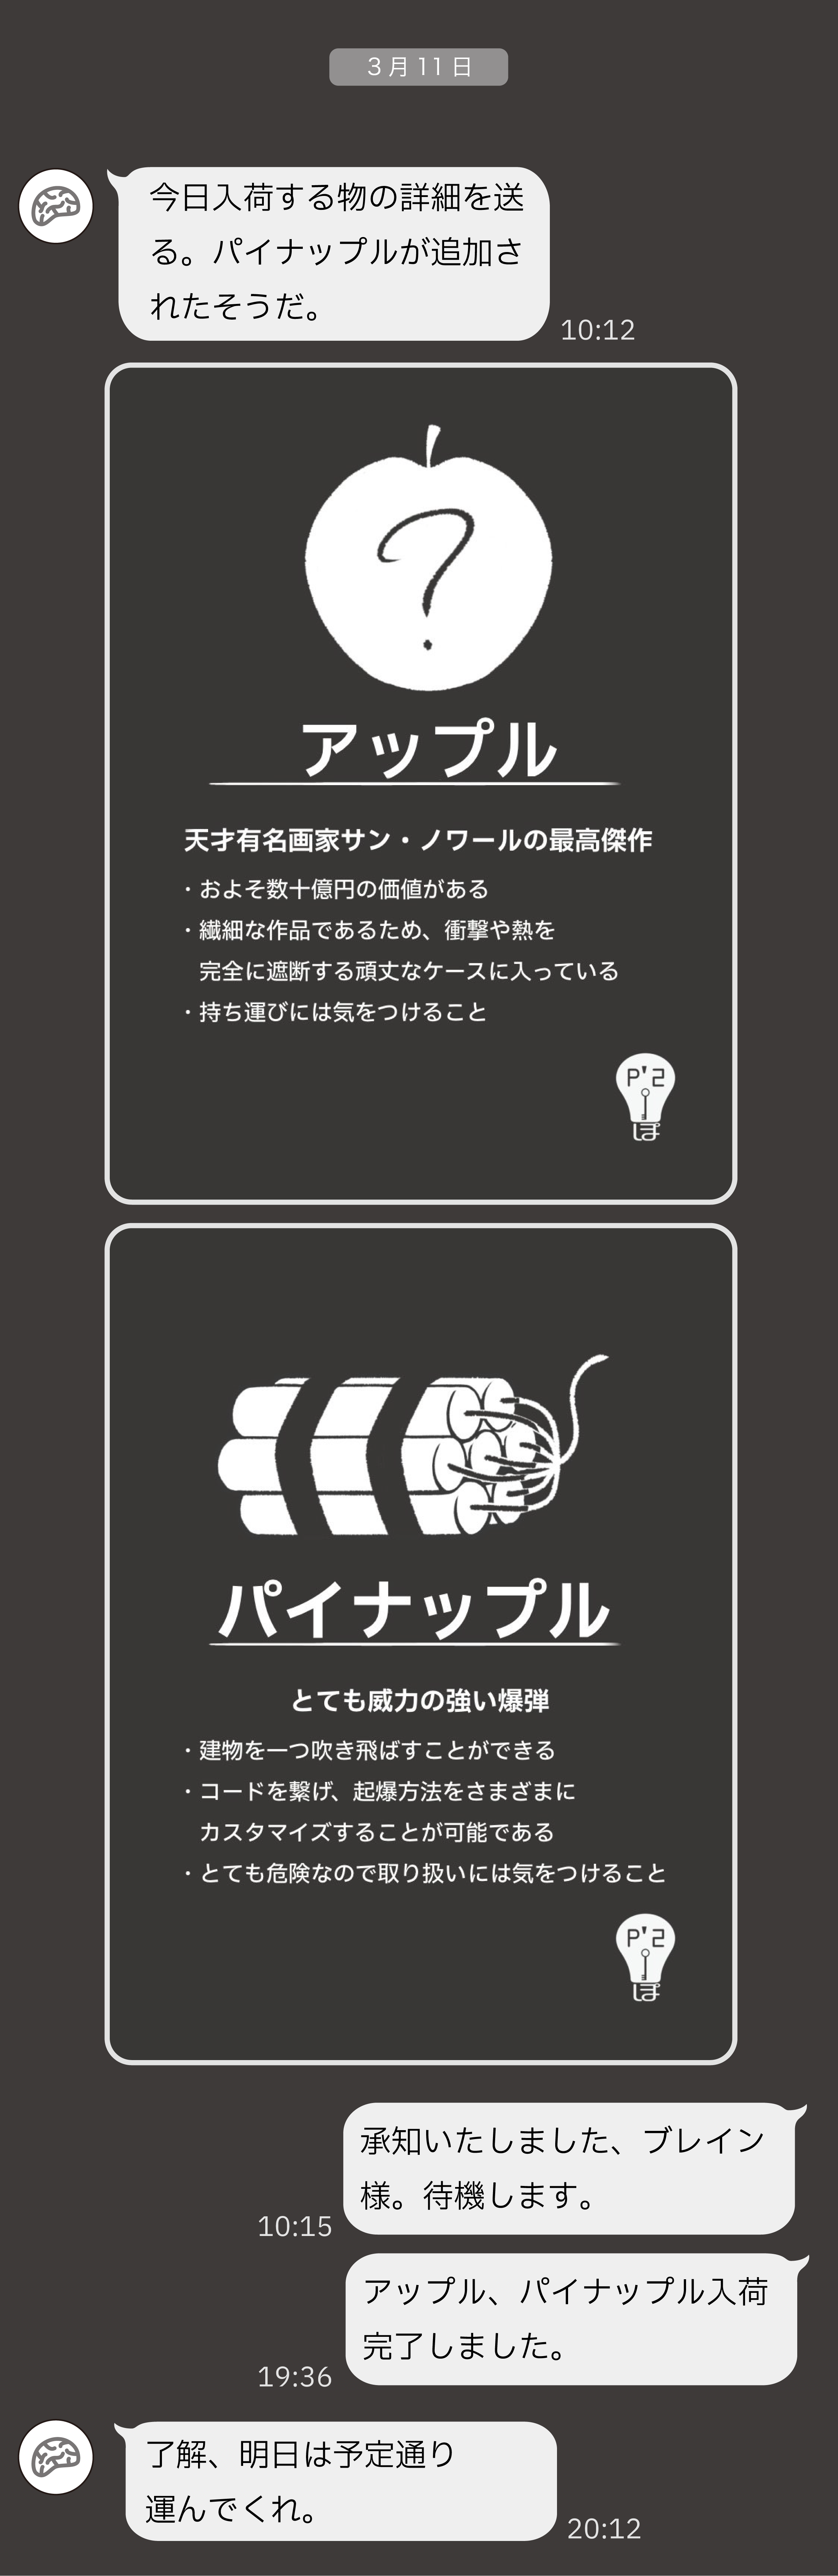 3月11日
今日入荷する物の詳細を送
る。パイナップルが追加さ
れたそうだ。
10:12
?
アップル
天才有名画家サン・ノワールの最高傑作
・およそ数十億円の価値がある
・繊細な作品であるため、衝撃や熱を
完全に遮断する頑丈なケースに入っている
・持ち運びには気をつけること
P'2
ぽ
パイナップル
とても威力の強い爆弾
・建物を一つ吹き飛ばすことができる
・コードを繋げ、起爆方法をさまざまに
カスタマイズすることが可能である
・とても危険なので取り扱いには気をつけること
P'2
ぽ
承知いたしました、ブレイン
様。待機します。
10:15
アップル、パイナップル入荷
完了しました。
19:36
了解、明日は予定通り
運んでくれ。
20:12